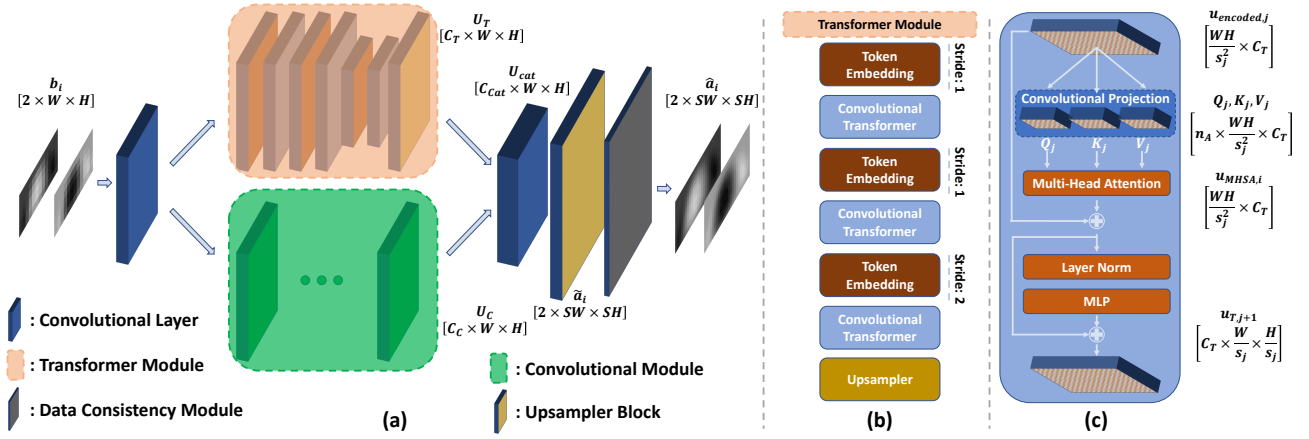 U_T
[C_T × W × H]
b_i
[2 × W × H]
U_cat
[C_Cat × W × H]
â_i
[2 × SW × SH]
ã_i
[2 × SW × SH]
U_C
[C_C × W × H]
: Convolutional Layer
: Transformer Module
: Data Consistency Module
: Convolutional Module
: Upsampler Block
(a)
Transformer Module
Token
Embedding
Stride: 1
Convolutional
Transformer
Token
Embedding
Stride: 1
Convolutional
Transformer
Token
Embedding
Stride: 2
Convolutional
Transformer
Upsampler
(b)
u_encoded,j
[WH/s_j^2 × C_T]
Convolutional Projection
Q_j, K_j, V_j
[n_A × WH/s_j^2 × C_T]
Q_j K_j V_j
Multi-Head Attention
u_MHSA,i
[WH/s_j^2 × C_T]
Layer Norm
MLP
u_T,j+1
[C_T × W/s_j × H/s_j]
(c)